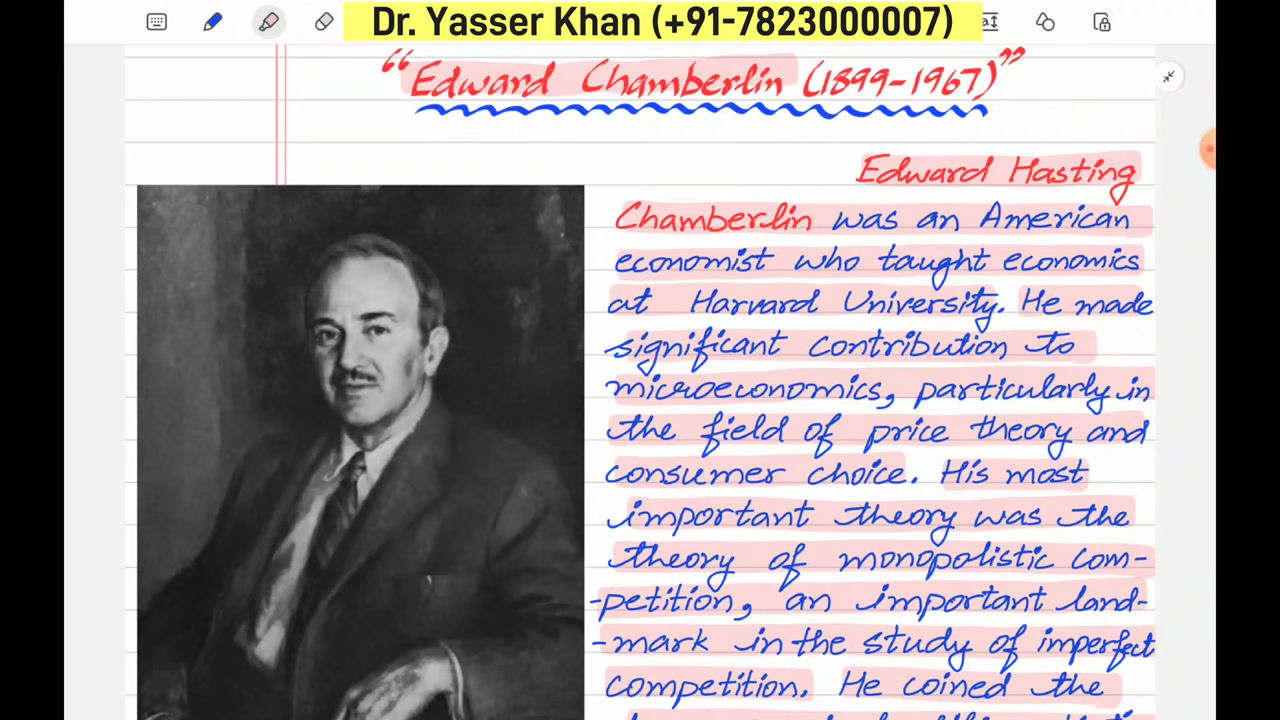 Dr. Yasser Khan (+91-7823000007)
"Edward Chamberlin (1899-1967)"
Edward Hasting
Chamberlin was an American
economist who taught economics
at Harvard University. He made
significant contribution to
microeconomics, particularly in
the field of price theory and
consumer choice. His most
important theory was the
theory of monopolistic com-
-petition, an important land-
-mark in the study of imperfect
competition. He coined the